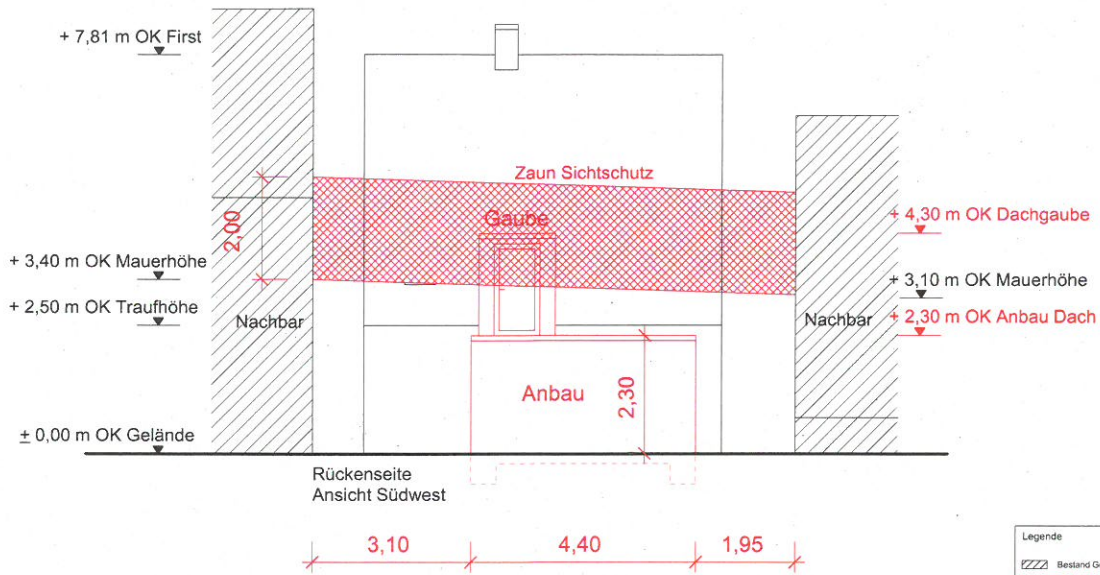 + 7,81 m OK First
Zaun Sichtschutz
Gaube
2,00
+ 4,30 m OK Dachgaube
+ 3,40 m OK Mauerhöhe
+ 3,10 m OK Mauerhöhe
+ 2,50 m OK Traufhöhe
Nachbar
Nachbar
+ 2,30 m OK Anbau Dach
Anbau
2,30
± 0,00 m OK Gelände
Rückenseite
Ansicht Südwest
3,10
4,40
1,95
Legende
Bestand